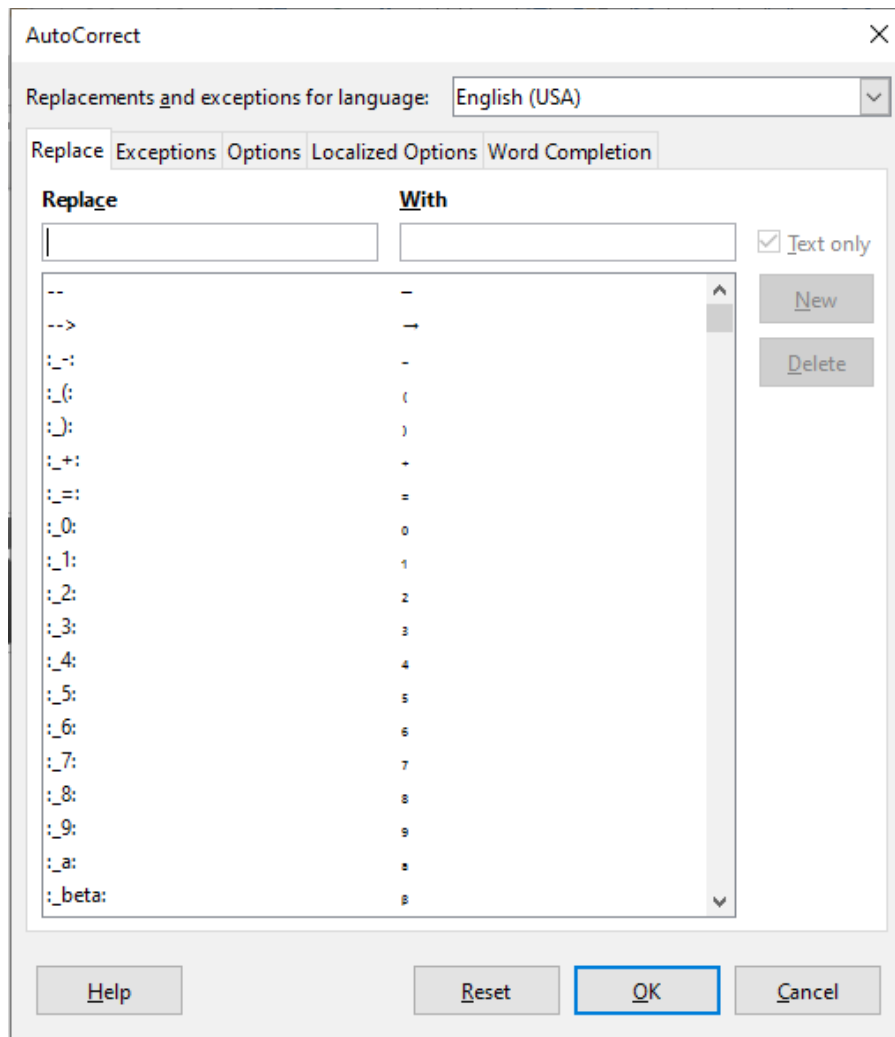 AutoCorrect
Replacements and exceptions for language: English (USA)
Replace Exceptions Options Localized Options Word Completion
Replace With
Text only
-- –
New
--> →
:_-: ₋
Delete
:_(: ₍
:_): ₎
:_+: ₊
:_=: ₌
:_0: ₀
:_1: ₁
:_2: ₂
:_3: ₃
:_4: ₄
:_5: ₅
:_6: ₆
:_7: ₇
:_8: ₈
:_9: ₉
:_a: ₐ
:_beta: ᵦ
Help Reset OK Cancel